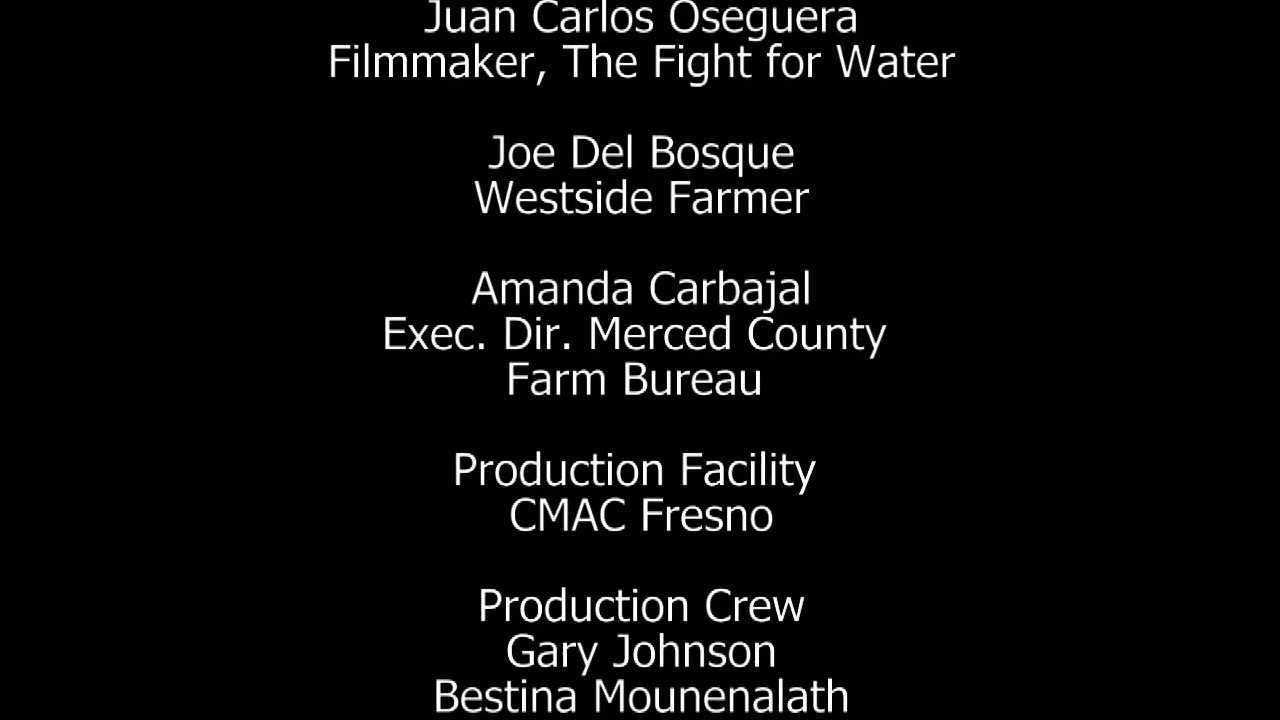 Juan Carlos Oseguera
Filmmaker, The Fight for Water
Joe Del Bosque
Westside Farmer
Amanda Carbajal
Exec. Dir. Merced County
Farm Bureau
Production Facility
CMAC Fresno
Production Crew
Gary Johnson
Bestina Mounenalath